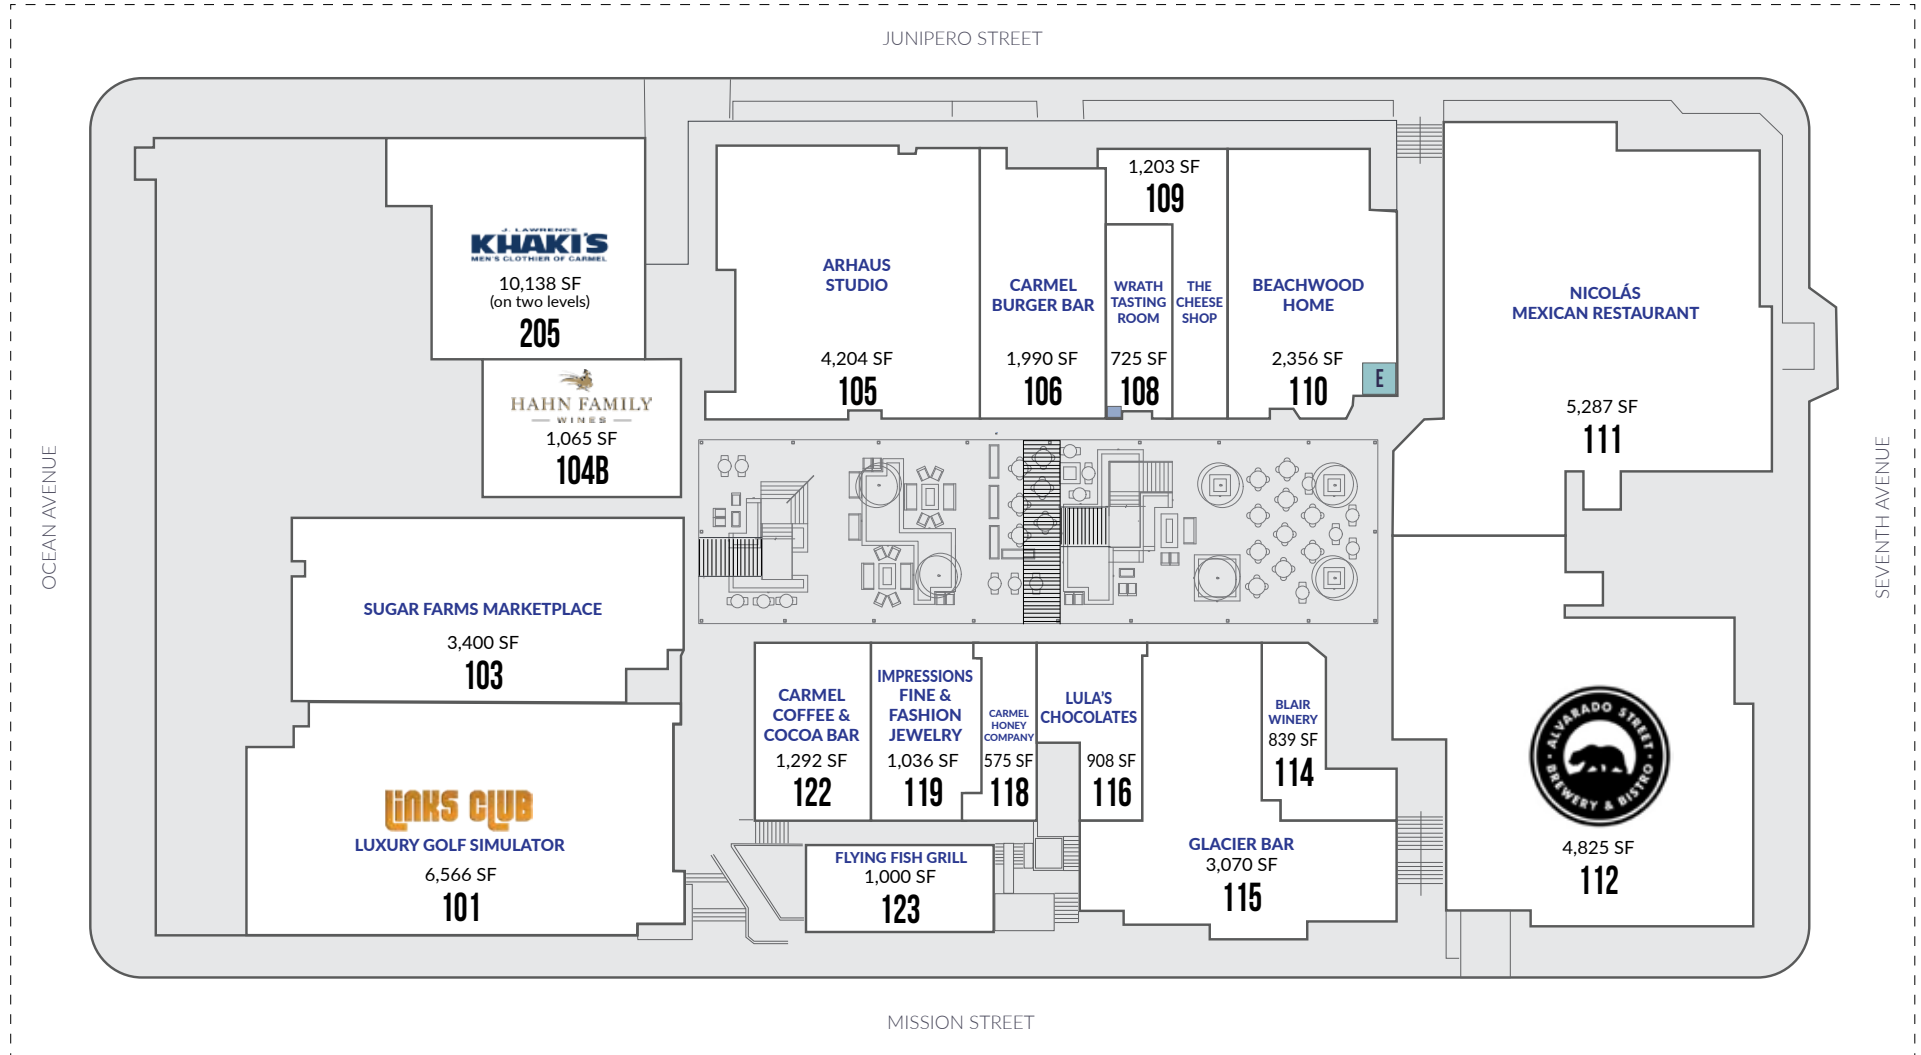 JUNIPERO STREET
OCEAN AVENUE
SEVENTH AVENUE
J. LAWRENCE
KHAKI'S
MEN'S CLOTHIER OF CARMEL
10,138 SF
(on two levels)
205
HAHN FAMILY
WINES
1,065 SF
104B
ARHAUS
STUDIO
4,204 SF
105
CARMEL
BURGER BAR
1,990 SF
106
WRATH
TASTING
ROOM
725 SF
108
1,203 SF
109
THE
CHEESE
SHOP
BEACHWOOD
HOME
2,356 SF
110
E
NICOLÁS
MEXICAN RESTAURANT
5,287 SF
111
SUGAR FARMS MARKETPLACE
3,400 SF
103
LINKS CLUB
LUXURY GOLF SIMULATOR
6,566 SF
101
CARMEL
COFFEE &
COCOA BAR
1,292 SF
122
IMPRESSIONS
FINE &
FASHION
JEWELRY
1,036 SF
119
CARMEL
HONEY
COMPANY
575 SF
118
LULA'S
CHOCOLATES
908 SF
116
BLAIR
WINERY
839 SF
114
GLACIER BAR
3,070 SF
115
FLYING FISH GRILL
1,000 SF
123
ALVARADO STREET
BREWERY & BISTRO
4,825 SF
112
MISSION STREET